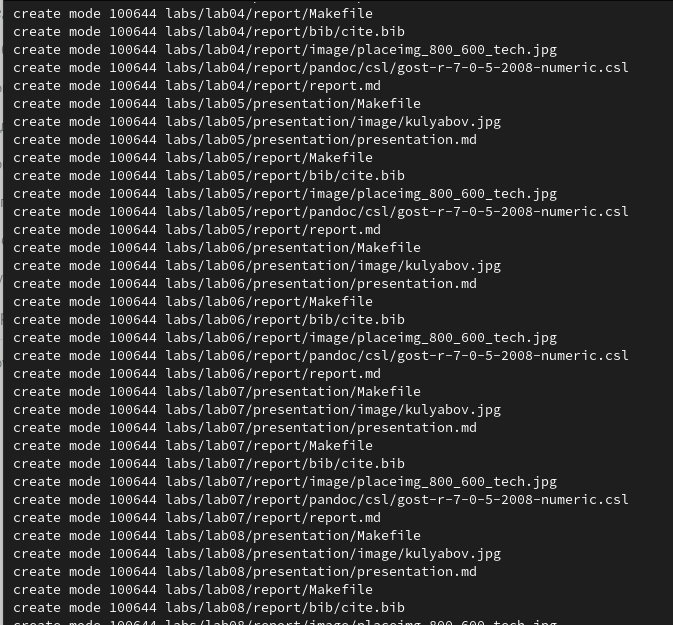 create mode 100644 labs/lab04/report/Makefile
create mode 100644 labs/lab04/report/bib/cite.bib
create mode 100644 labs/lab04/report/image/placeimg_800_600_tech.jpg
create mode 100644 labs/lab04/report/pandoc/csl/gost-r-7-0-5-2008-numeric.csl
create mode 100644 labs/lab04/report/report.md
create mode 100644 labs/lab05/presentation/Makefile
create mode 100644 labs/lab05/presentation/image/kulyabov.jpg
create mode 100644 labs/lab05/presentation/presentation.md
create mode 100644 labs/lab05/report/Makefile
create mode 100644 labs/lab05/report/bib/cite.bib
create mode 100644 labs/lab05/report/image/placeimg_800_600_tech.jpg
create mode 100644 labs/lab05/report/pandoc/csl/gost-r-7-0-5-2008-numeric.csl
create mode 100644 labs/lab05/report/report.md
create mode 100644 labs/lab06/presentation/Makefile
create mode 100644 labs/lab06/presentation/image/kulyabov.jpg
create mode 100644 labs/lab06/presentation/presentation.md
create mode 100644 labs/lab06/report/Makefile
create mode 100644 labs/lab06/report/bib/cite.bib
create mode 100644 labs/lab06/report/image/placeimg_800_600_tech.jpg
create mode 100644 labs/lab06/report/pandoc/csl/gost-r-7-0-5-2008-numeric.csl
create mode 100644 labs/lab06/report/report.md
create mode 100644 labs/lab07/presentation/Makefile
create mode 100644 labs/lab07/presentation/image/kulyabov.jpg
create mode 100644 labs/lab07/presentation/presentation.md
create mode 100644 labs/lab07/report/Makefile
create mode 100644 labs/lab07/report/bib/cite.bib
create mode 100644 labs/lab07/report/image/placeimg_800_600_tech.jpg
create mode 100644 labs/lab07/report/pandoc/csl/gost-r-7-0-5-2008-numeric.csl
create mode 100644 labs/lab07/report/report.md
create mode 100644 labs/lab08/presentation/Makefile
create mode 100644 labs/lab08/presentation/image/kulyabov.jpg
create mode 100644 labs/lab08/presentation/presentation.md
create mode 100644 labs/lab08/report/Makefile
create mode 100644 labs/lab08/report/bib/cite.bib
create mode 100644 labs/lab08/report/image/placeimg_800_600_tech.jpg